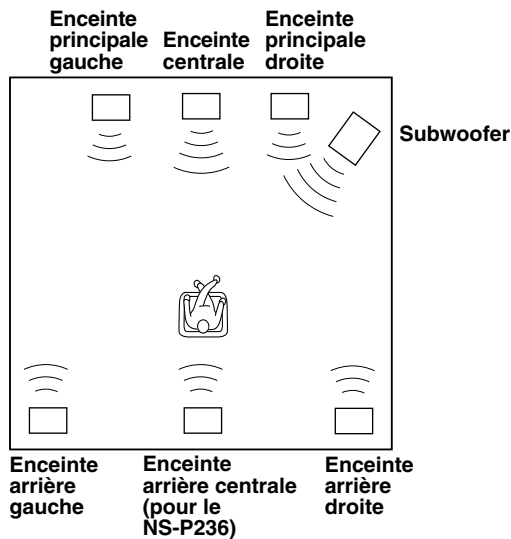 Enceinte
principale
gauche
Enceinte
centrale
Enceinte
principale
droite
Subwoofer
Enceinte
arrière
gauche
Enceinte
arrière centrale
(pour le
NS-P236)
Enceinte
arrière
droite